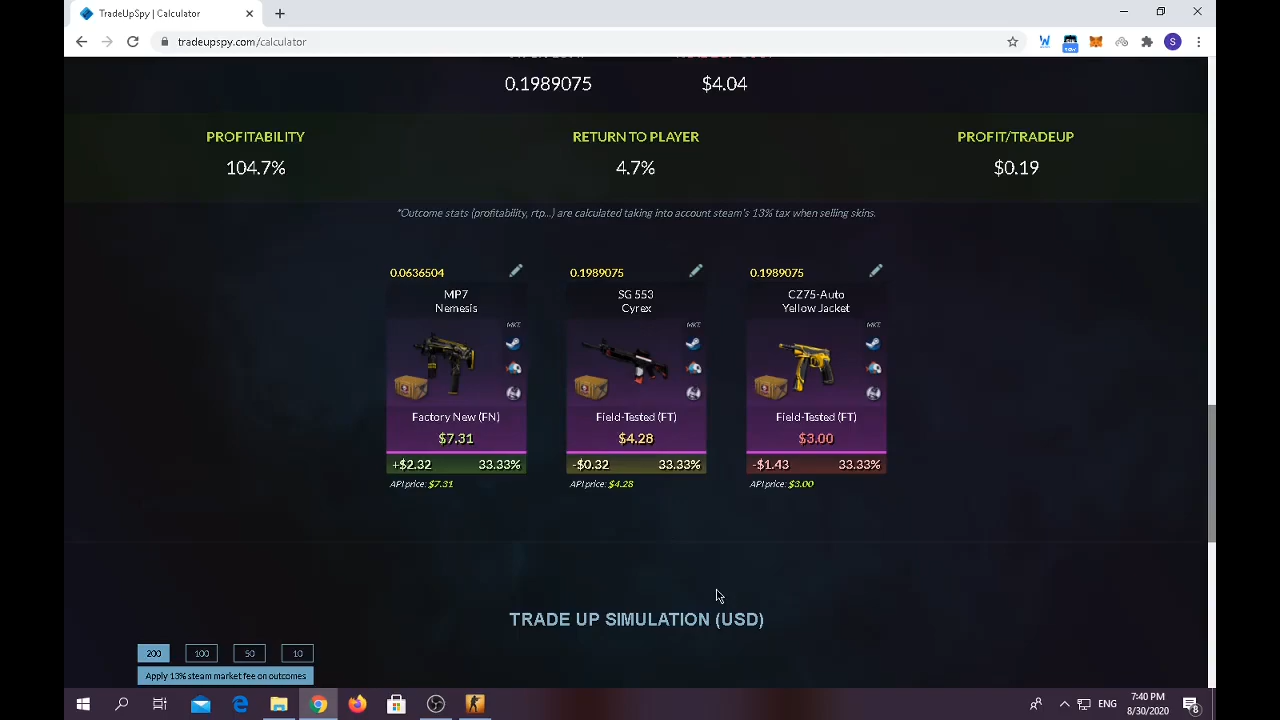 TradeUpSpy | Calculator
tradeupspy.com/calculator
S
0.1989075 $4.04
PROFITABILITY RETURN TO PLAYER PROFIT/TRADEUP
104.7% 4.7% $0.19
*Outcome stats (profitability, rtp...) are calculated taking into account steam's 13% tax when selling skins.
0.0636504 0.1989075 0.1989075
MP7 SG 553 CZ75-Auto
Nemesis Cyrex Yellow Jacket
MKT. MKT. MKT.
Factory New (FN) Field-Tested (FT) Field-Tested (FT)
$7.31 $4.28 $3.00
+$2.32 33.33% -$0.32 33.33% -$1.43 33.33%
API price: $7.31 API price: $4.28 API price: $3.00
TRADE UP SIMULATION (USD)
200 100 50 10
Apply 13% steam market fee on outcomes
ENG
7:40 PM
8/30/2020